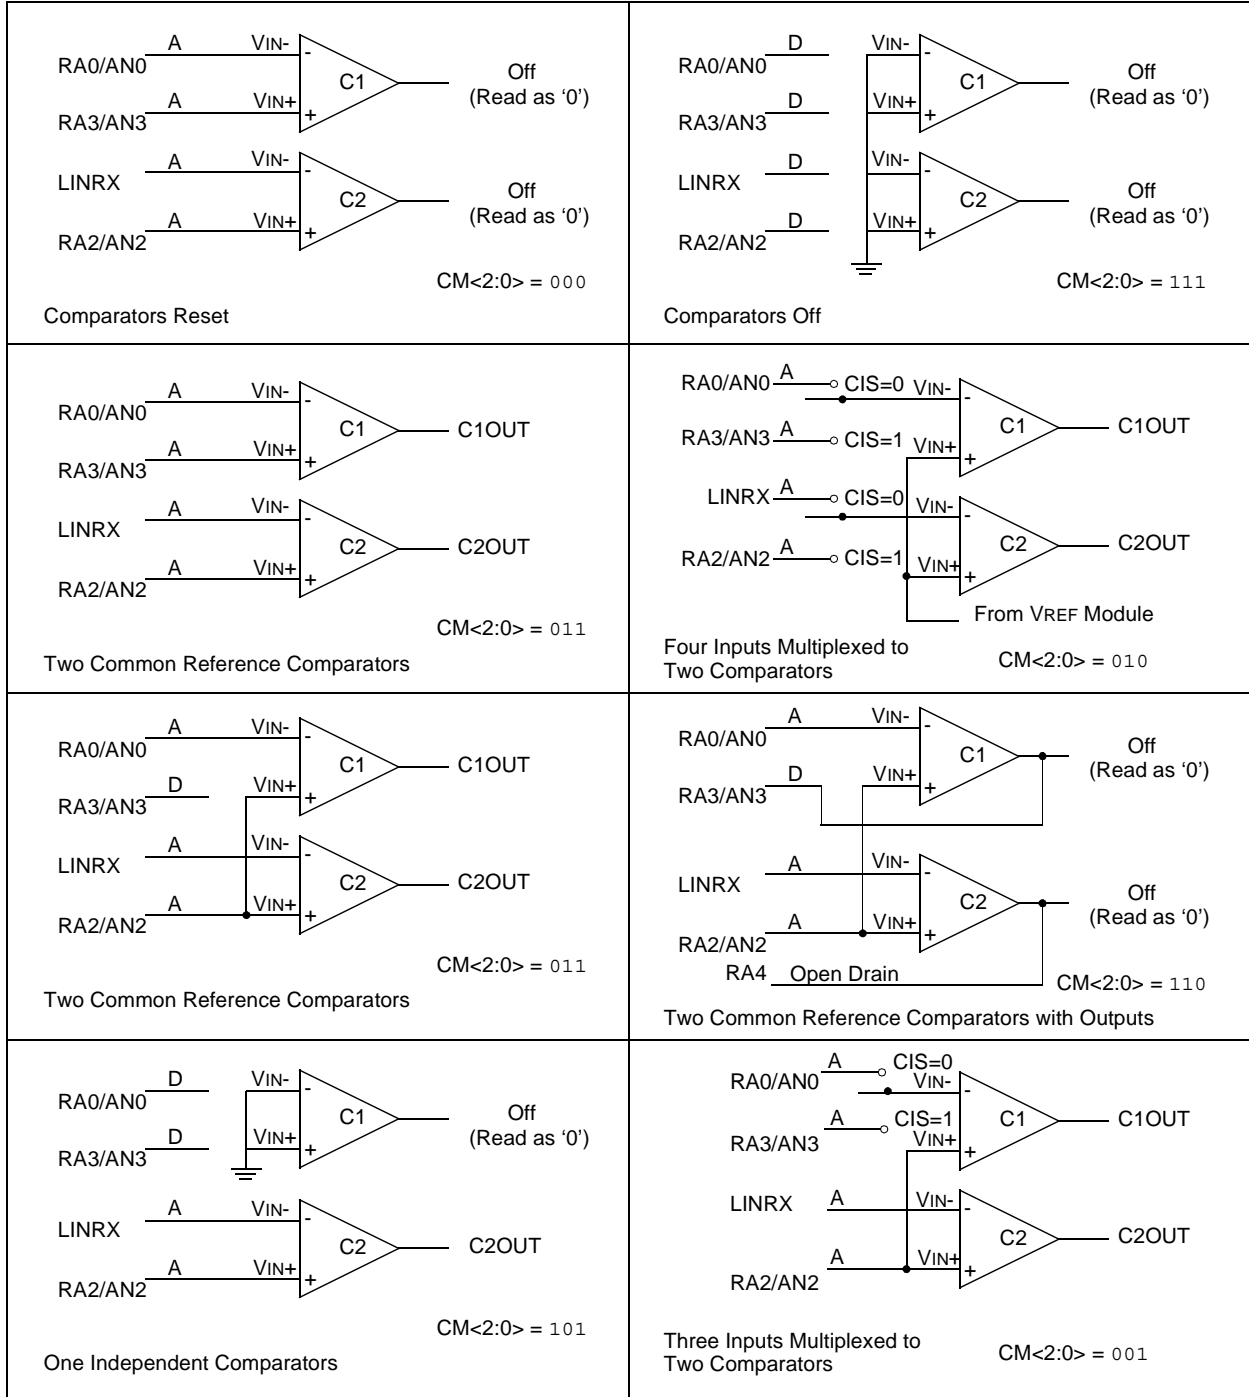 A VIN-
RA0/AN0 - C1 Off
(Read as ‘0’)
A VIN+
RA3/AN3 +
A VIN-
LINRX - C2 Off
(Read as ‘0’)
A VIN+
RA2/AN2 +
CM<2:0> = 000
Comparators Reset
D VIN-
RA0/AN0 - C1 Off
(Read as ‘0’)
D VIN+
RA3/AN3 +
D VIN-
LINRX - C2 Off
(Read as ‘0’)
D VIN+
RA2/AN2 +
CM<2:0> = 111
Comparators Off
A VIN-
RA0/AN0 - C1 C1OUT
A VIN+
RA3/AN3 +
A VIN-
LINRX - C2 C2OUT
A VIN+
RA2/AN2 +
CM<2:0> = 011
Two Common Reference Comparators
RA0/AN0 A CIS=0 VIN-
- C1 C1OUT
RA3/AN3 A CIS=1 VIN+
+
LINRX A CIS=0 VIN-
- C2 C2OUT
RA2/AN2 A CIS=1 VIN+
+
From VREF Module
Four Inputs Multiplexed to
Two Comparators CM<2:0> = 010
A VIN-
RA0/AN0 - C1 C1OUT
D VIN+
RA3/AN3 +
A VIN-
LINRX - C2 C2OUT
A VIN+
RA2/AN2 +
CM<2:0> = 011
Two Common Reference Comparators
A VIN-
RA0/AN0 - C1 Off
(Read as ‘0’)
D VIN+
RA3/AN3 +
A VIN-
LINRX - C2 Off
(Read as ‘0’)
A VIN+
RA2/AN2 +
RA4 Open Drain
CM<2:0> = 110
Two Common Reference Comparators with Outputs
D VIN-
RA0/AN0 - C1 Off
(Read as ‘0’)
D VIN+
RA3/AN3 +
A VIN-
LINRX - C2 C2OUT
A VIN+
RA2/AN2 +
CM<2:0> = 101
One Independent Comparators
A CIS=0
RA0/AN0 VIN-
- C1 C1OUT
A CIS=1
RA3/AN3 VIN+
+
LINRX A VIN-
- C2 C2OUT
A VIN+
RA2/AN2 +
Three Inputs Multiplexed to
Two Comparators CM<2:0> = 001